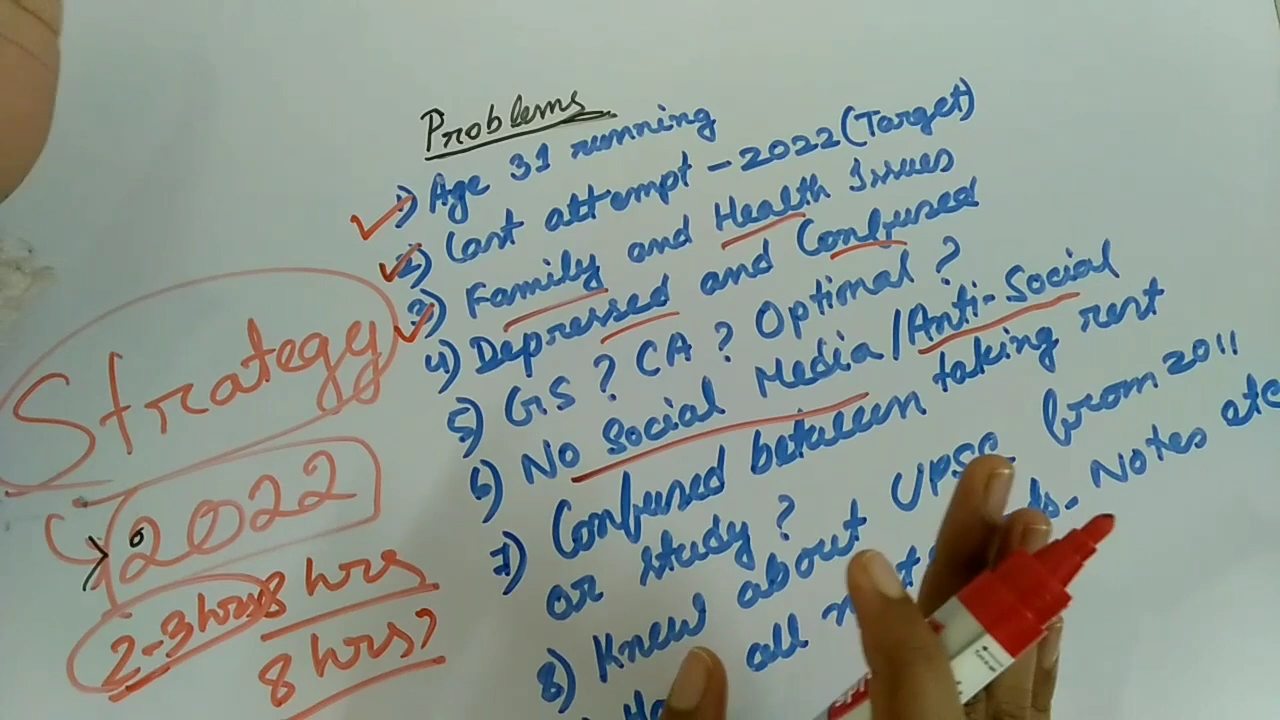 Problems
1) Age 31 running
2) Last attempt - 2022 (Target)
3) Family and Health Issues
4) Depressed and Confused
5) GS ? CA ? Optional ?
6) No Social Media/Anti-Social
7) Confused between taking rest
or study ?
8) Knew about UPSC from 2011
all Notes etc
Strategy
2022
2-3 hrs 8 hrs
8 hrs?